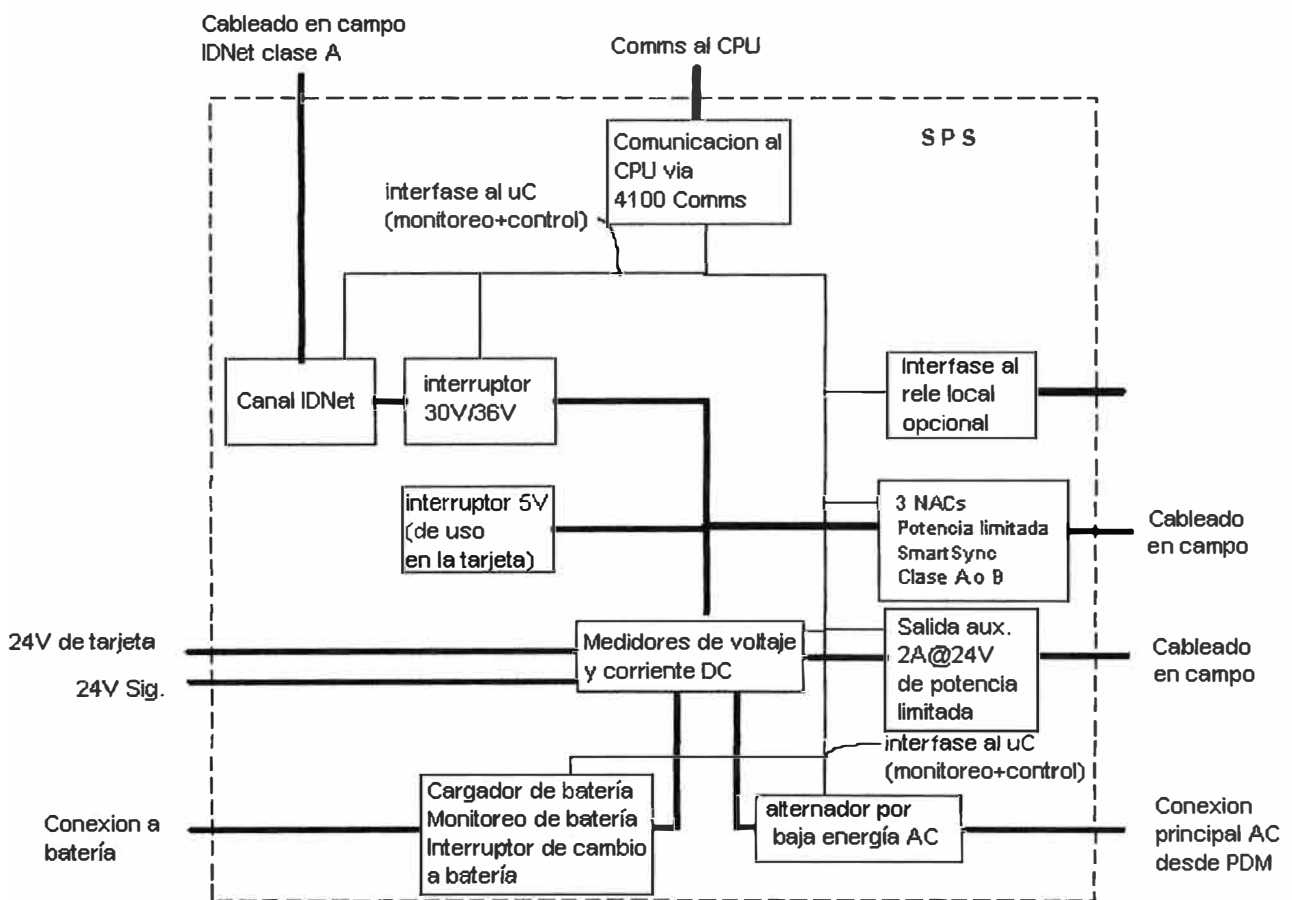 Cableado en campo
IDNet clase A
Comms al CPU
S P S
Comunicacion al
CPU via
4100 Comms
interfase al uC
(monitoreo+control)
Canal IDNet
interruptor
30V/36V
Interfase al
rele local
opcional
interruptor 5V
(de uso
en la tarjeta)
3 NACs
Potencia limitada
SmartSync
Clase A o B
Cableado
en campo
24V de tarjeta
24V Sig.
Medidores de voltaje
y corriente DC
Salida aux.
2A@24V
de potencia
limitada
Cableado
en campo
interfase al uC
(monitoreo+control)
Conexion a
batería
Cargador de batería
Monitoreo de batería
Interruptor de cambio
a batería
alternador por
baja energía AC
Conexion
principal AC
desde PDM